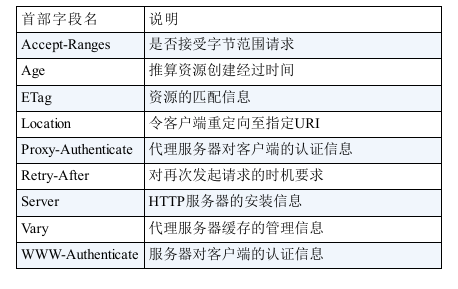 首部字段名 说明
Accept-Ranges 是否接受字节范围请求
Age 推算资源创建经过时间
ETag 资源的匹配信息
Location 令客户端重定向至指定URI
Proxy-Authenticate 代理服务器对客户端的认证信息
Retry-After 对再次发起请求的时机要求
Server HTTP服务器的安装信息
Vary 代理服务器缓存的管理信息
WWW-Authenticate 服务器对客户端的认证信息